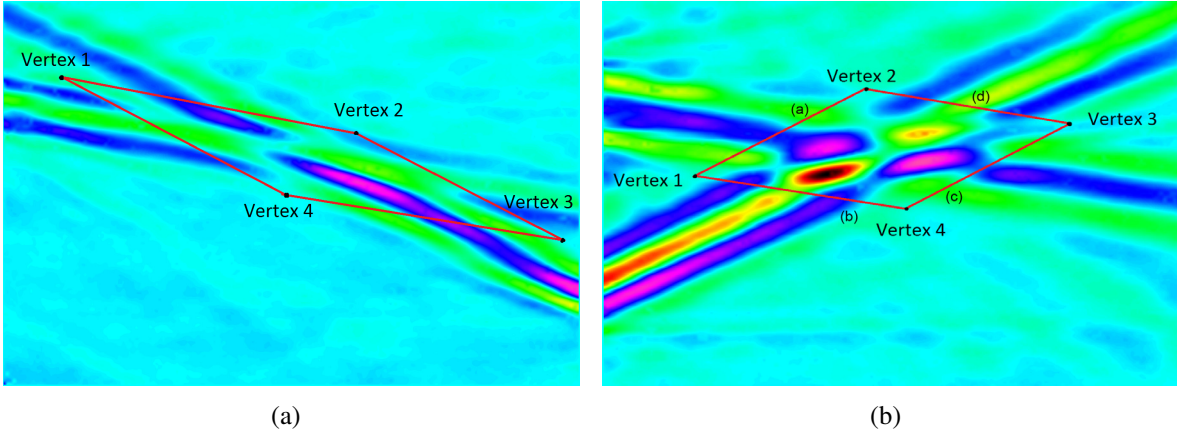 Vertex 1
Vertex 2
Vertex 3
Vertex 4
(a)
Vertex 2
(a)
(d)
Vertex 3
Vertex 1
(b)
(c)
Vertex 4
(b)